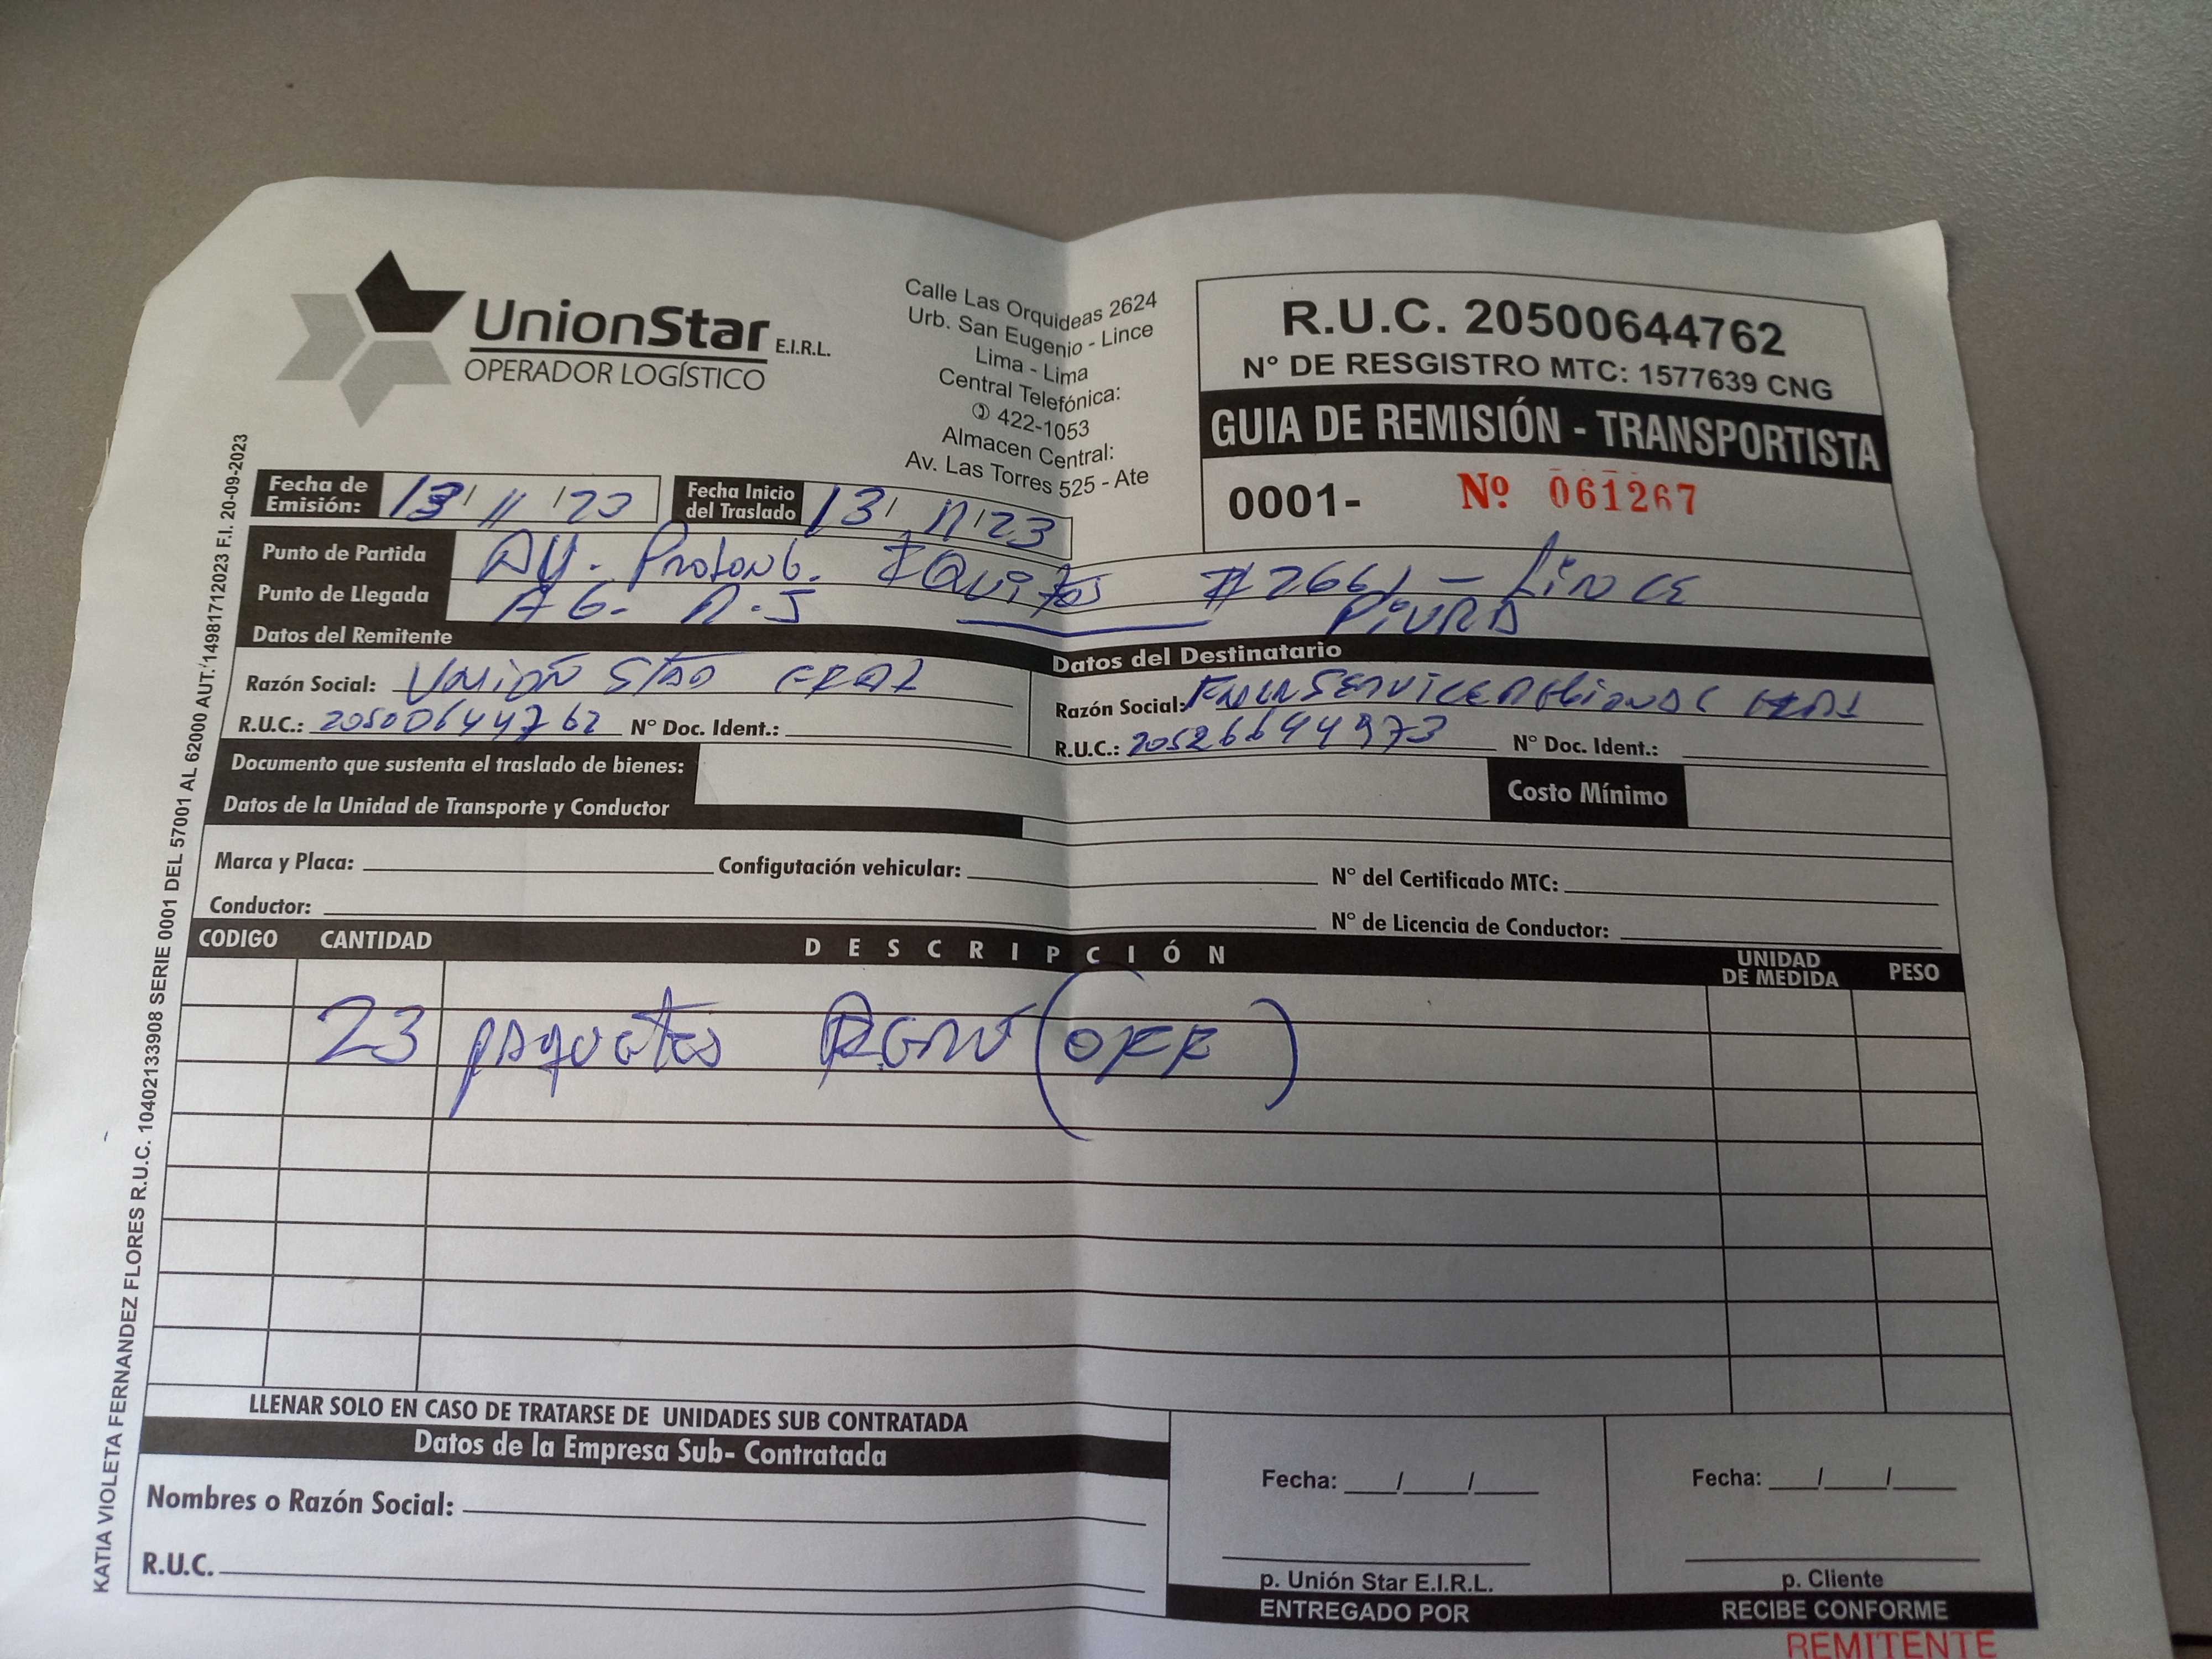 UnionStar E.I.R.L.
OPERADOR LOGÍSTICO
Calle Las Orquideas 2624
Urb. San Eugenio - Lince
Lima - Lima
Central Telefónica:
422-1053
Almacen Central:
Av. Las Torres 525 - Ate
R.U.C. 20500644762
N° DE RESGISTRO MTC: 1577639 CNG
GUIA DE REMISIÓN - TRANSPORTISTA
0001- Nº 061267
Fecha de Emisión: 13 / 11 / 23 Fecha Inicio del Traslado 13 / 11 / 23
Punto de Partida AV. Prolong. IQUitos # 2661 - LiNCE
Punto de Llegada PiURA
Datos del Remitente
Razón Social: UNiON STAR
R.U.C.: 20500644762 N° Doc. Ident.:
Datos del Destinatario
Razón Social:
R.U.C.: 20526644973 N° Doc. Ident.:
Documento que sustenta el traslado de bienes:
Costo Mínimo
Datos de la Unidad de Transporte y Conductor
Marca y Placa: Configutación vehicular: N° del Certificado MTC:
Conductor: N° de Licencia de Conductor:
CODIGO CANTIDAD DESCRIPCIÓN UNIDAD DE MEDIDA PESO
23 paquetes
LLENAR SOLO EN CASO DE TRATARSE DE UNIDADES SUB CONTRATADA
Datos de la Empresa Sub- Contratada
Nombres o Razón Social:
R.U.C.
Fecha: / /
p. Unión Star E.I.R.L.
ENTREGADO POR
Fecha: / /
p. Cliente
RECIBE CONFORME
REMITENTE
KATIA VIOLETA FERNANDEZ FLORES R.U.C. 10402133908 SERIE 0001 DEL 57001 AL 62000 AUT. 14981712023 F.I. 20-09-2023